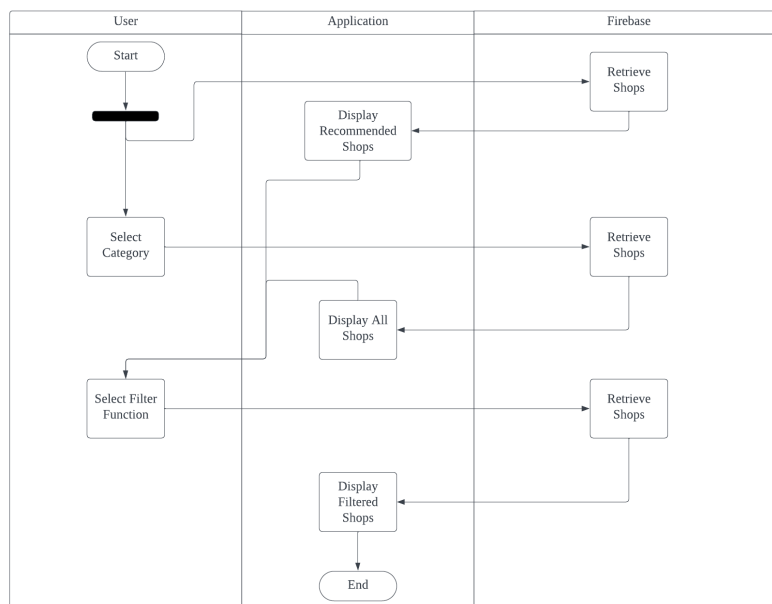 User
Application
Firebase
Start
Retrieve
Shops
Display
Recommended
Shops
Select
Category
Retrieve
Shops
Display All
Shops
Select Filter
Function
Retrieve
Shops
Display
Filtered
Shops
End